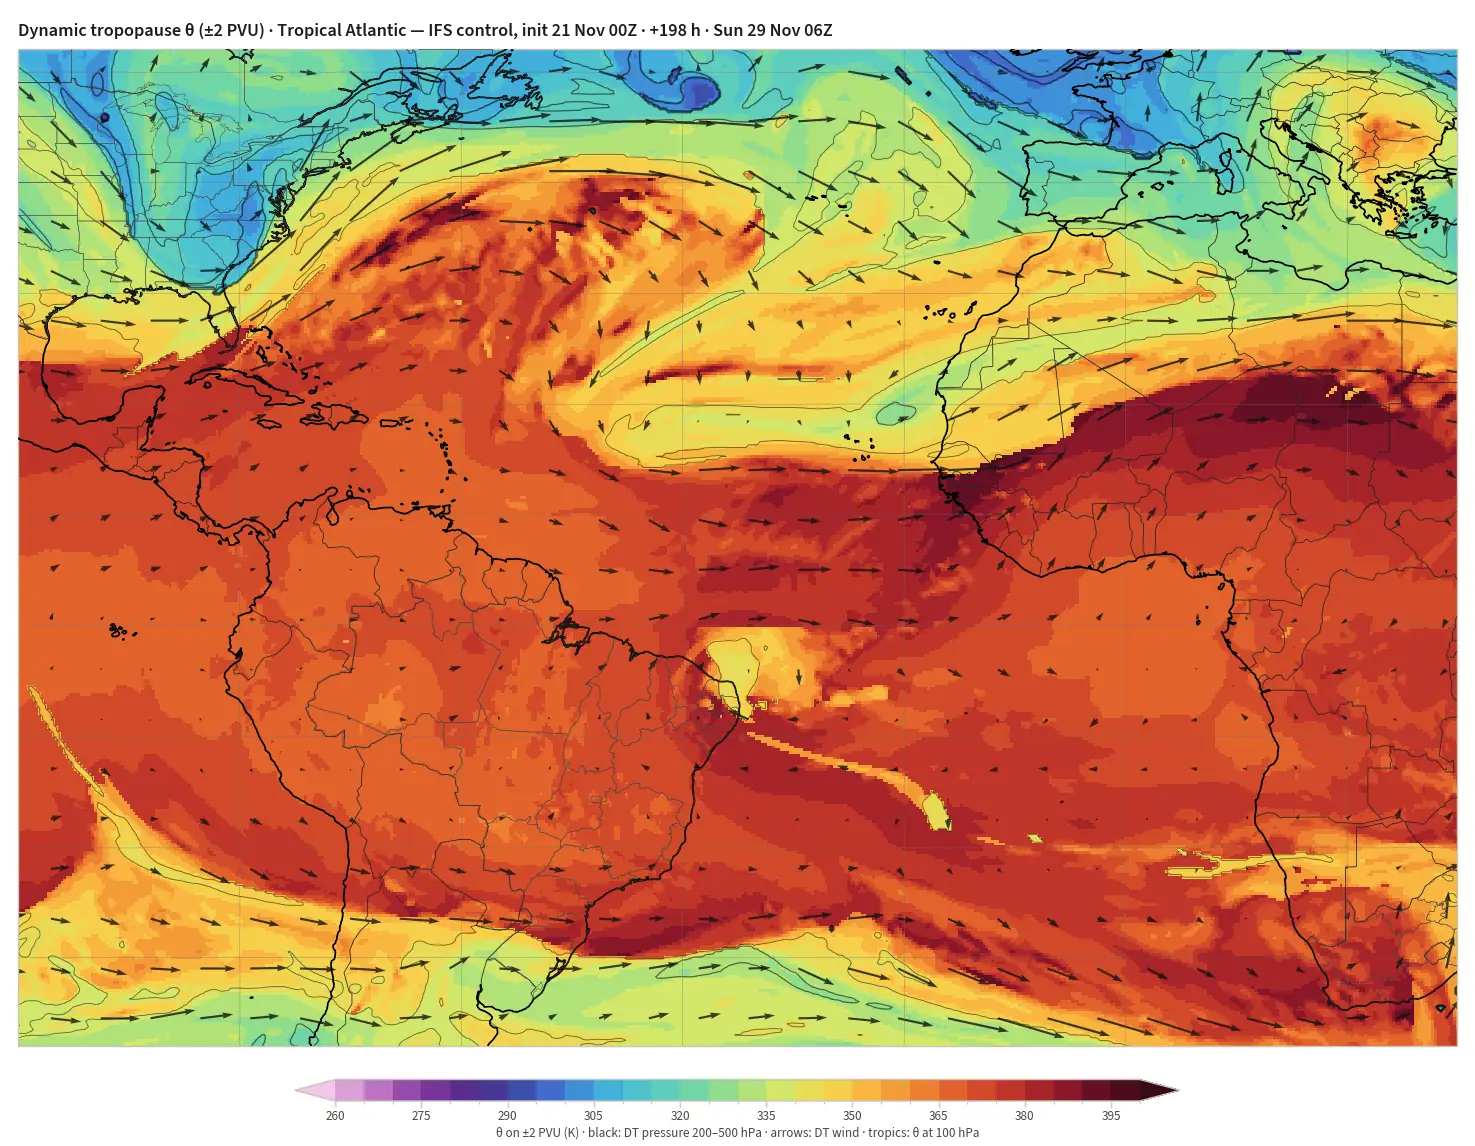 Dynamic tropopause θ (±2 PVU) · Tropical Atlantic — IFS control, init 21 Nov 00Z · +198 h · Sun 29 Nov 06Z
260 275 290 305 320 335 350 365 380 395
θ on ±2 PVU (K) · black: DT pressure 200–500 hPa · arrows: DT wind · tropics: θ at 100 hPa